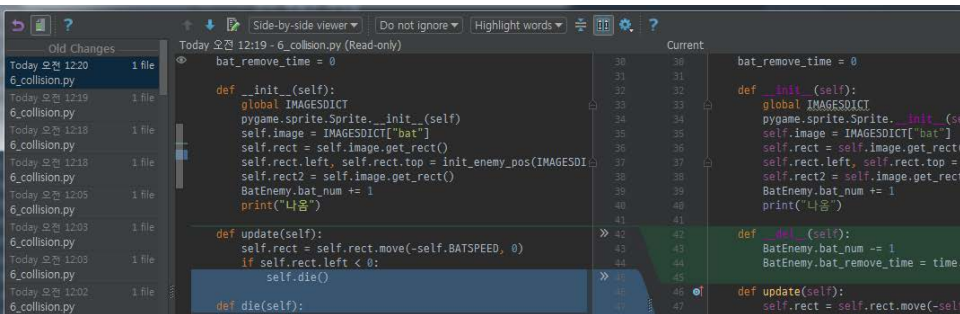 Side-by-side viewer Do not ignore Highlight words ?
Old Changes
Today 오전 12:20 1 file
6_collision.py
Today 오전 12:19 1 file
6_collision.py
Today 오전 12:18 1 file
6_collision.py
Today 오전 12:18 1 file
6_collision.py
Today 오전 12:05 1 file
6_collision.py
Today 오전 12:03 1 file
6_collision.py
Today 오전 12:03 1 file
6_collision.py
Today 오전 12:02 1 file
6_collision.py
Today 오전 12:19 - 6_collision.py (Read-only)
bat_remove_time = 0
def __init__(self):
global IMAGESDICT
pygame.sprite.Sprite.__init__(self)
self.image = IMAGESDICT["bat"]
self.rect = self.image.get_rect()
self.rect.left, self.rect.top = init_enemy_pos(IMAGESDI
self.rect2 = self.image.get_rect()
BatEnemy.bat_num += 1
print("나옴")
def update(self):
self.rect = self.rect.move(-self.BATSPEED, 0)
if self.rect.left < 0:
self.die()
def die(self):
30 30
31 31
32 32
33 33
34 34
35 35
36 36
37 37
38 38
39 39
40 40
41 41
42 42
43 43
44 44
45 45
46 46
47 47
Current
bat_remove_time = 0
def __init__(self):
global IMAGESDICT
pygame.sprite.Sprite.__init__(se
self.image = IMAGESDICT["bat"]
self.rect = self.image.get_rect(
self.rect.left, self.rect.top =
self.rect2 = self.image.get_rect
BatEnemy.bat_num += 1
print("나옴")
def __del__(self):
BatEnemy.bat_num -= 1
BatEnemy.bat_remove_time = time.
def update(self):
self.rect = self.rect.move(-self